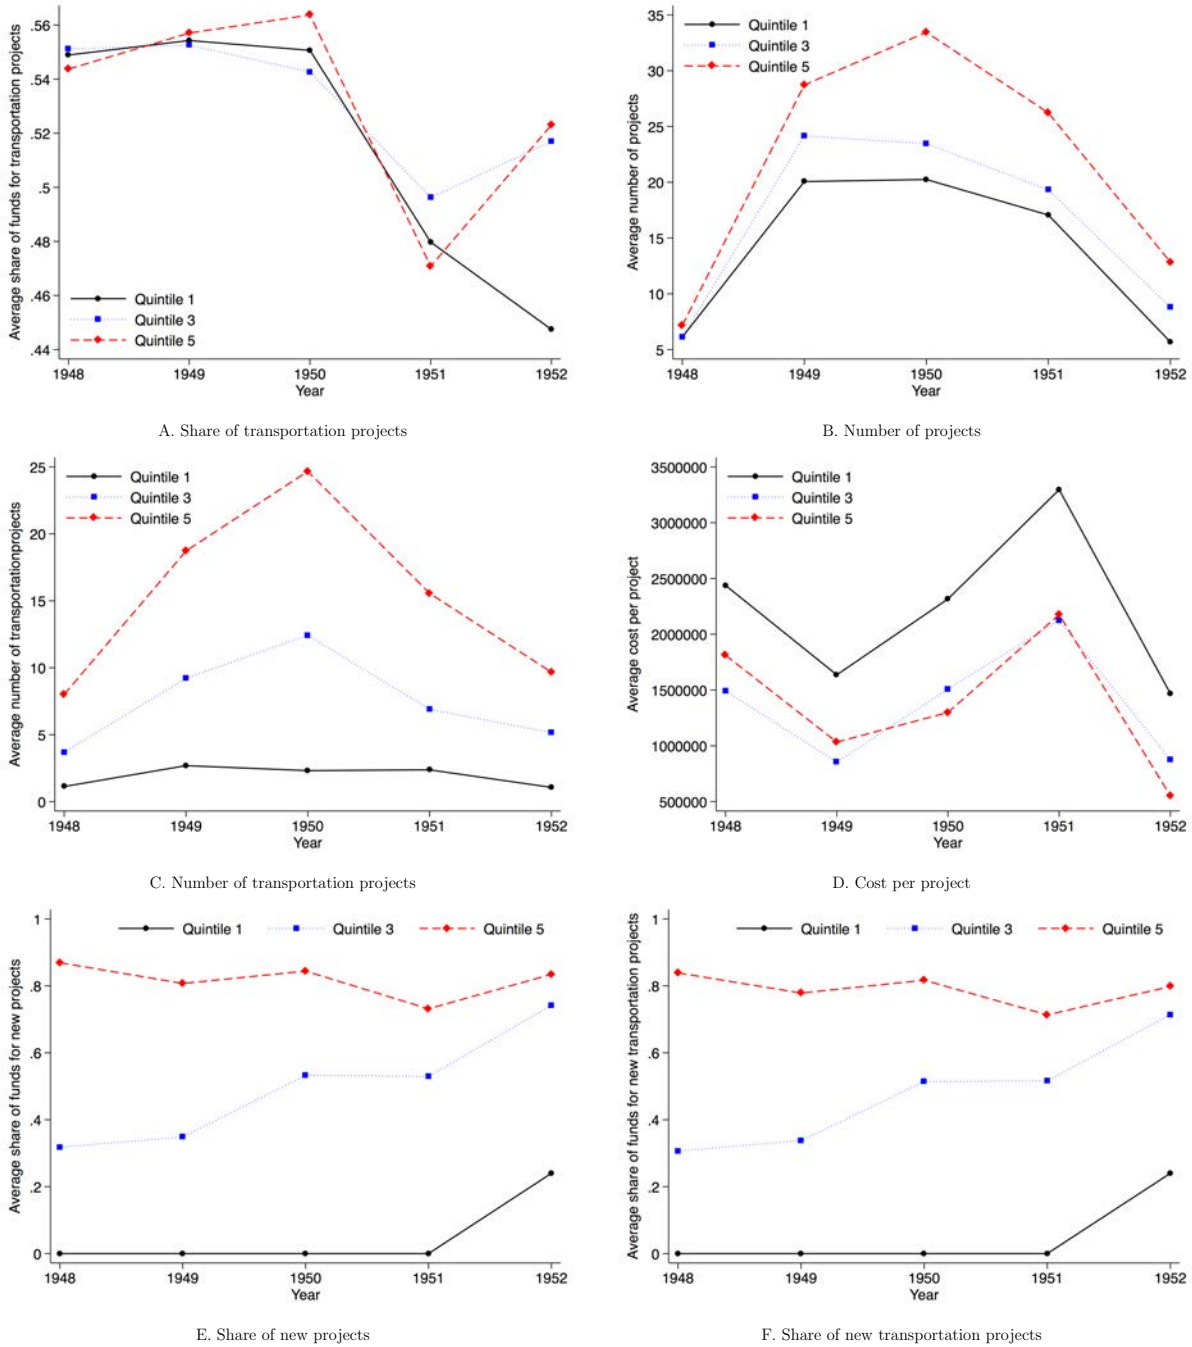 Average share of funds for transportation projects
.56
.54
.52
.5
.48
.46
.44
Quintile 1
Quintile 3
Quintile 5
1948
1949
1950
1951
1952
Year
A. Share of transportation projects
Average number of projects
35
30
25
20
15
10
5
Quintile 1
Quintile 3
Quintile 5
1948
1949
1950
1951
1952
Year
B. Number of projects
Average number of transportationprojects
25
20
15
10
5
0
Quintile 1
Quintile 3
Quintile 5
1948
1949
1950
1951
1952
Year
C. Number of transportation projects
Average cost per project
3500000
3000000
2500000
2000000
1500000
1000000
500000
Quintile 1
Quintile 3
Quintile 5
1948
1949
1950
1951
1952
Year
D. Cost per project
Average share of funds for new projects
1
.8
.6
.4
.2
0
Quintile 1
Quintile 3
Quintile 5
1948
1949
1950
1951
1952
Year
E. Share of new projects
Average share of funds for new transportation projects
1
.8
.6
.4
.2
0
Quintile 1
Quintile 3
Quintile 5
1948
1949
1950
1951
1952
Year
F. Share of new transportation projects